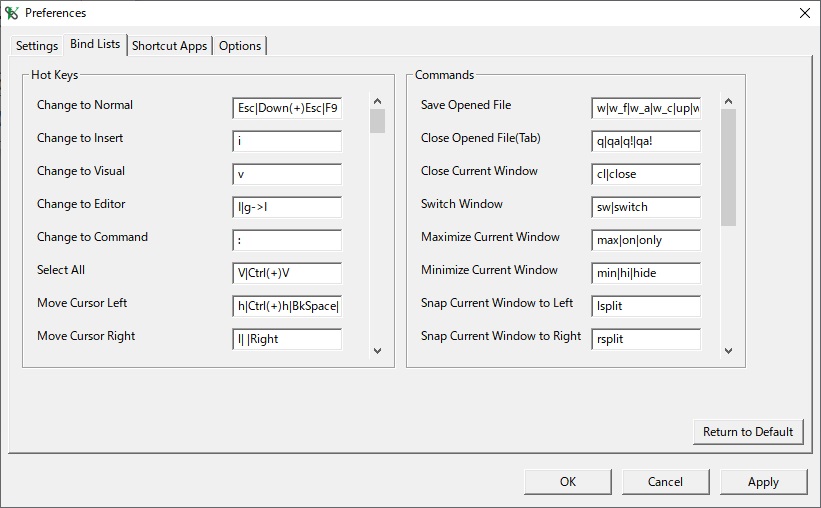 Preferences
Settings Bind Lists Shortcut Apps Options
Hot Keys
Change to Normal Esc|Down(+)Esc|F9
Change to Insert i
Change to Visual v
Change to Editor I|g->I
Change to Command :
Select All V|Ctrl(+)V
Move Cursor Left h|Ctrl(+)h|BkSpace|
Move Cursor Right l| |Right
Commands
Save Opened File w|w_f|w_a|w_c|up|w
Close Opened File(Tab) q|qa|q!|qa!
Close Current Window cl|close
Switch Window sw|switch
Maximize Current Window max|on|only
Minimize Current Window min|hi|hide
Snap Current Window to Left lsplit
Snap Current Window to Right rsplit
Return to Default
OK Cancel Apply